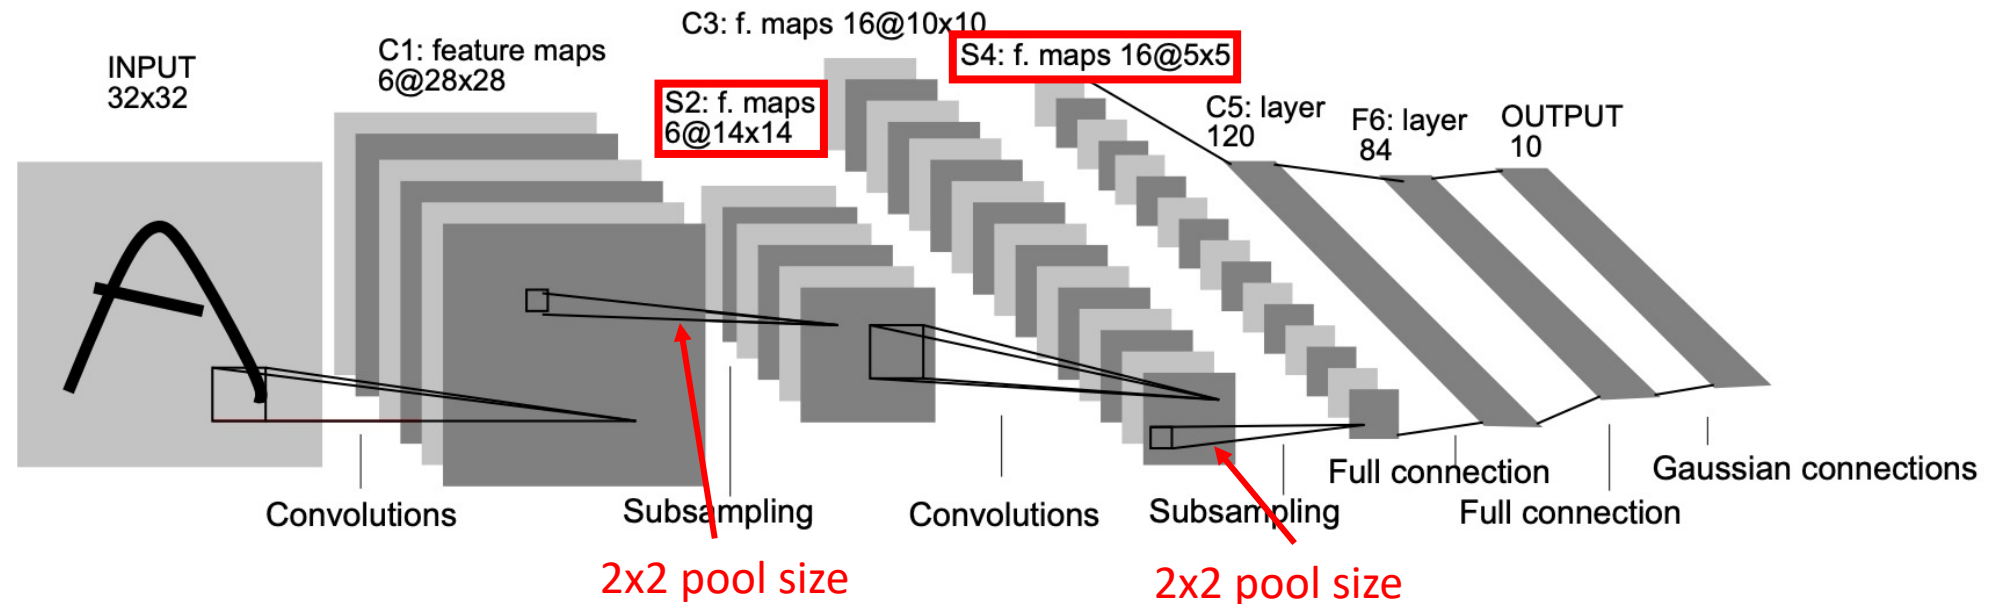 INPUT
32x32
C1: feature maps
6@28x28
S2: f. maps
6@14x14
C3: f. maps 16@10x10
S4: f. maps 16@5x5
C5: layer
120
F6: layer
84
OUTPUT
10
Convolutions
Subsampling
Convolutions
Subsampling
Full connection
Full connection
Gaussian connections
2x2 pool size
2x2 pool size